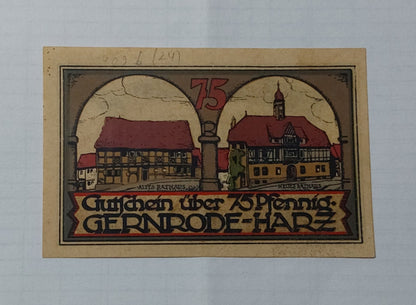 75
ALTES RATHAUS
NEUES RATHAUS
Gutschein über 75 Pfennig.
GERNRODE-HARZ